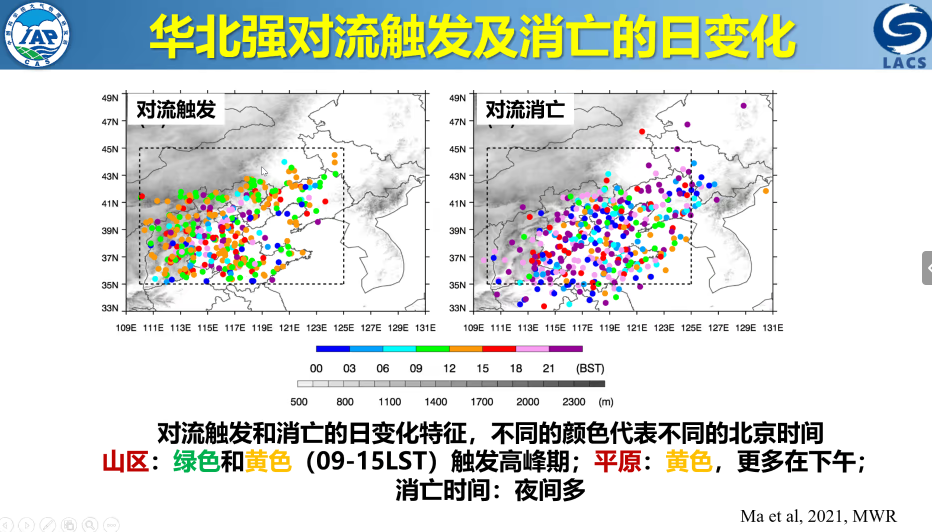 IAP
CAS
华北强对流触发及消亡的日变化
LACS
对流触发
对流消亡
49N
47N
45N
43N
41N
39N
37N
35N
33N
109E 111E 113E 115E 117E 119E 121E 123E 125E 127E 129E 131E
49N
47N
45N
43N
41N
39N
37N
35N
33N
109E 111E 113E 115E 117E 119E 121E 123E 125E 127E 129E 131E
00 03 06 09 12 15 18 21 (BST)
500 800 1100 1400 1700 2000 2300 (m)
对流触发和消亡的日变化特征，不同的颜色代表不同的北京时间
山区：绿色和黄色（09-15LST）触发高峰期；平原：黄色，更多在下午；
消亡时间：夜间多
Ma et al, 2021, MWR